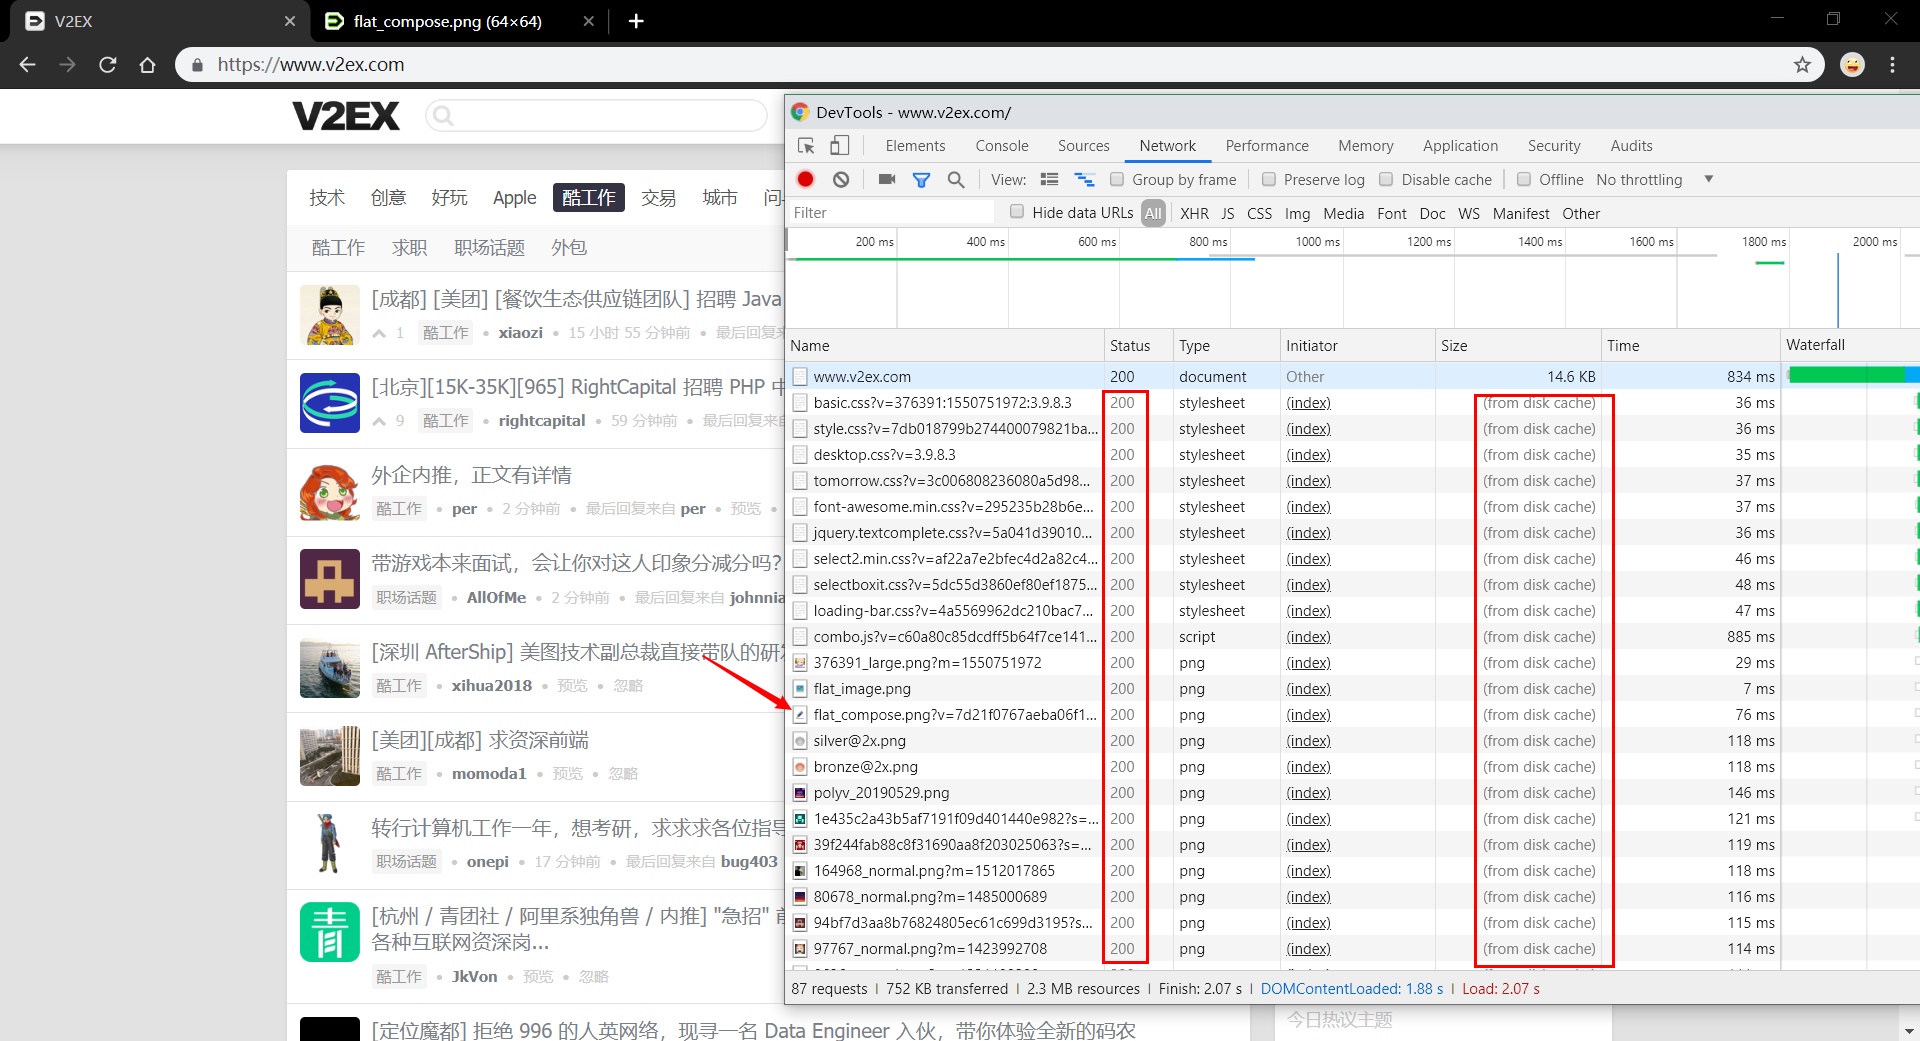 V2EX
flat_compose.png (64×64)
https://www.v2ex.com
V2EX
技术 创意 好玩 Apple 酷工作 交易 城市
酷工作 求职 职场话题 外包
[成都] [美团] [餐饮生态供应链团队] 招聘 Java
1 酷工作 • xiaozi • 15 小时 55 分钟前 • 最后回复来
[北京][15K-35K][965] RightCapital 招聘 PHP 中
9 酷工作 • rightcapital • 59 分钟前 • 最后回复来
外企内推，正文有详情
酷工作 • per • 2 分钟前 • 最后回复来自 per • 预览 •
带游戏本来面试，会让你对这人印象分减分吗？
职场话题 • AllOfMe • 2 分钟前 • 最后回复来自 johnnia
[深圳 AfterShip] 美图技术副总裁直接带队的研发
酷工作 • xihua2018 • 预览 • 忽略
[美团][成都] 求资深前端
酷工作 • momoda1 • 预览 • 忽略
转行计算机工作一年，想考研，求求求各位指导
职场话题 • onepi • 17 分钟前 • 最后回复来自 bug403
青
[杭州 / 青团社 / 阿里系独角兽 / 内推] "急招" 前
各种互联网资深岗...
酷工作 • JkVon • 预览 • 忽略
[定位魔都] 拒绝 996 的人英网络，现寻一名 Data Engineer 入伙，带你体验全新的码农
今日热议主题
DevTools - www.v2ex.com/
Elements Console Sources Network Performance Memory Application Security Audits
View: Group by frame Preserve log Disable cache Offline No throttling
Filter Hide data URLs All XHR JS CSS Img Media Font Doc WS Manifest Other
200 ms 400 ms 600 ms 800 ms 1000 ms 1200 ms 1400 ms 1600 ms 1800 ms 2000 ms
Name Status Type Initiator Size Time Waterfall
www.v2ex.com 200 document Other 14.6 KB 834 ms
basic.css?v=376391:1550751972:3.9.8.3 200 stylesheet (index) (from disk cache) 36 ms
style.css?v=7db018799b274400079821ba... 200 stylesheet (index) (from disk cache) 36 ms
desktop.css?v=3.9.8.3 200 stylesheet (index) (from disk cache) 35 ms
tomorrow.css?v=3c006808236080a5d98... 200 stylesheet (index) (from disk cache) 37 ms
font-awesome.min.css?v=295235b28b6e... 200 stylesheet (index) (from disk cache) 37 ms
jquery.textcomplete.css?v=5a041d39010... 200 stylesheet (index) (from disk cache) 36 ms
select2.min.css?v=af22a7e2bfec4d2a82c4... 200 stylesheet (index) (from disk cache) 46 ms
selectboxit.css?v=5dc55d3860ef80ef1875... 200 stylesheet (index) (from disk cache) 48 ms
loading-bar.css?v=4a5569962dc210bac7... 200 stylesheet (index) (from disk cache) 47 ms
combo.js?v=c60a80c85dcdff5b64f7ce141... 200 script (index) (from disk cache) 885 ms
376391_large.png?m=1550751972 200 png (index) (from disk cache) 29 ms
flat_image.png 200 png (index) (from disk cache) 7 ms
flat_compose.png?v=7d21f0767aeba06f1... 200 png (index) (from disk cache) 76 ms
silver@2x.png 200 png (index) (from disk cache) 118 ms
bronze@2x.png 200 png (index) (from disk cache) 118 ms
polyv_20190529.png 200 png (index) (from disk cache) 146 ms
1e435c2a43b5af7191f09d401440e982?s=... 200 png (index) (from disk cache) 121 ms
39f244fab88c8f31690aa8f203025063?s=... 200 png (index) (from disk cache) 119 ms
164968_normal.png?m=1512017865 200 png (index) (from disk cache) 118 ms
80678_normal.png?m=1485000689 200 png (index) (from disk cache) 116 ms
94bf7d3aa8b76824805ec61c699d3195?s... 200 png (index) (from disk cache) 115 ms
97767_normal.png?m=1423992708 200 png (index) (from disk cache) 114 ms
87 requests 752 KB transferred 2.3 MB resources Finish: 2.07 s DOMContentLoaded: 1.88 s Load: 2.07 s